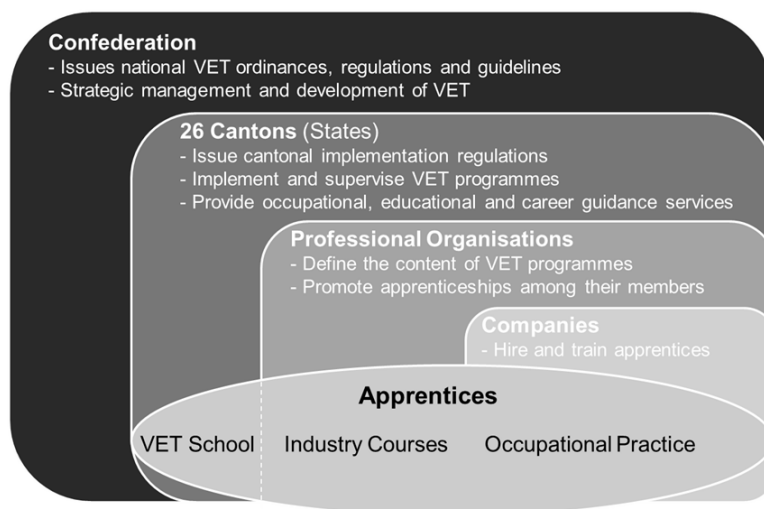 Confederation
- Issues national VET ordinances, regulations and guidelines
- Strategic management and development of VET
26 Cantons (States)
- Issue cantonal implementation regulations
- Implement and supervise VET programmes
- Provide occupational, educational and career guidance services
Professional Organisations
- Define the content of VET programmes
- Promote apprenticeships among their members
Companies
- Hire and train apprentices
Apprentices
VET School Industry Courses Occupational Practice